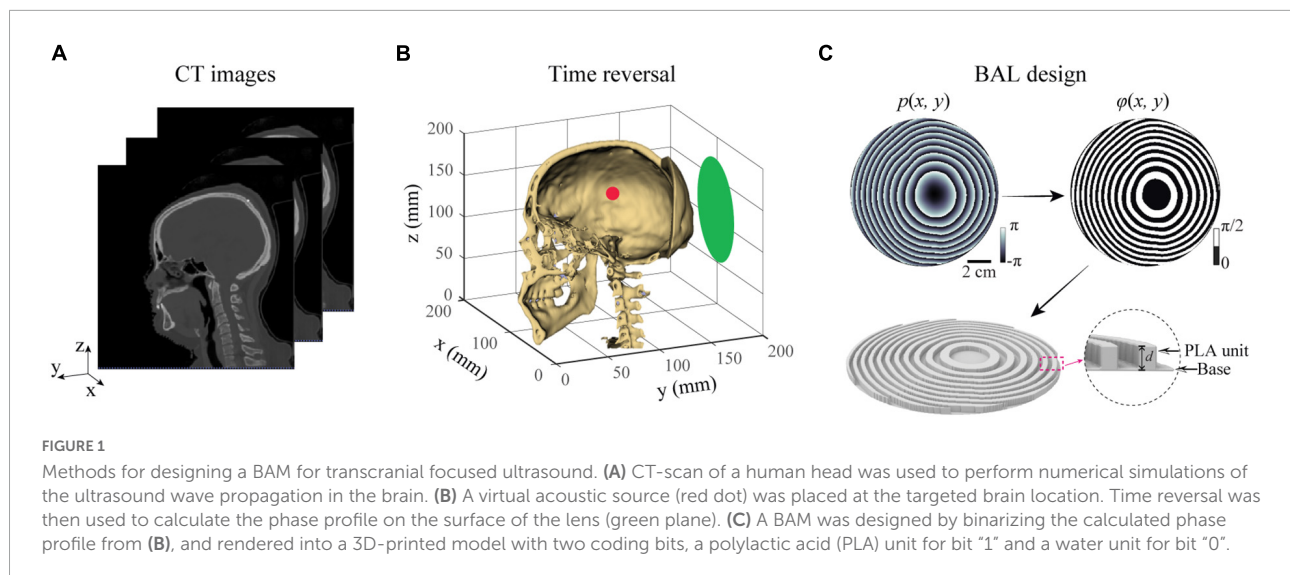 A
CT images
z
y
x
B
Time reversal
200
150
100
50
0
z (mm)
200
100
0
x (mm)
0
50
100
150
200
y (mm)
C
BAL design
p(x, y)
φ(x, y)
π
-π
2 cm
π/2
0
d
PLA unit
Base
FIGURE 1
Methods for designing a BAM for transcranial focused ultrasound. (A) CT-scan of a human head was used to perform numerical simulations of
the ultrasound wave propagation in the brain. (B) A virtual acoustic source (red dot) was placed at the targeted brain location. Time reversal was
then used to calculate the phase profile on the surface of the lens (green plane). (C) A BAM was designed by binarizing the calculated phase
profile from (B), and rendered into a 3D-printed model with two coding bits, a polylactic acid (PLA) unit for bit “1” and a water unit for bit “0”.